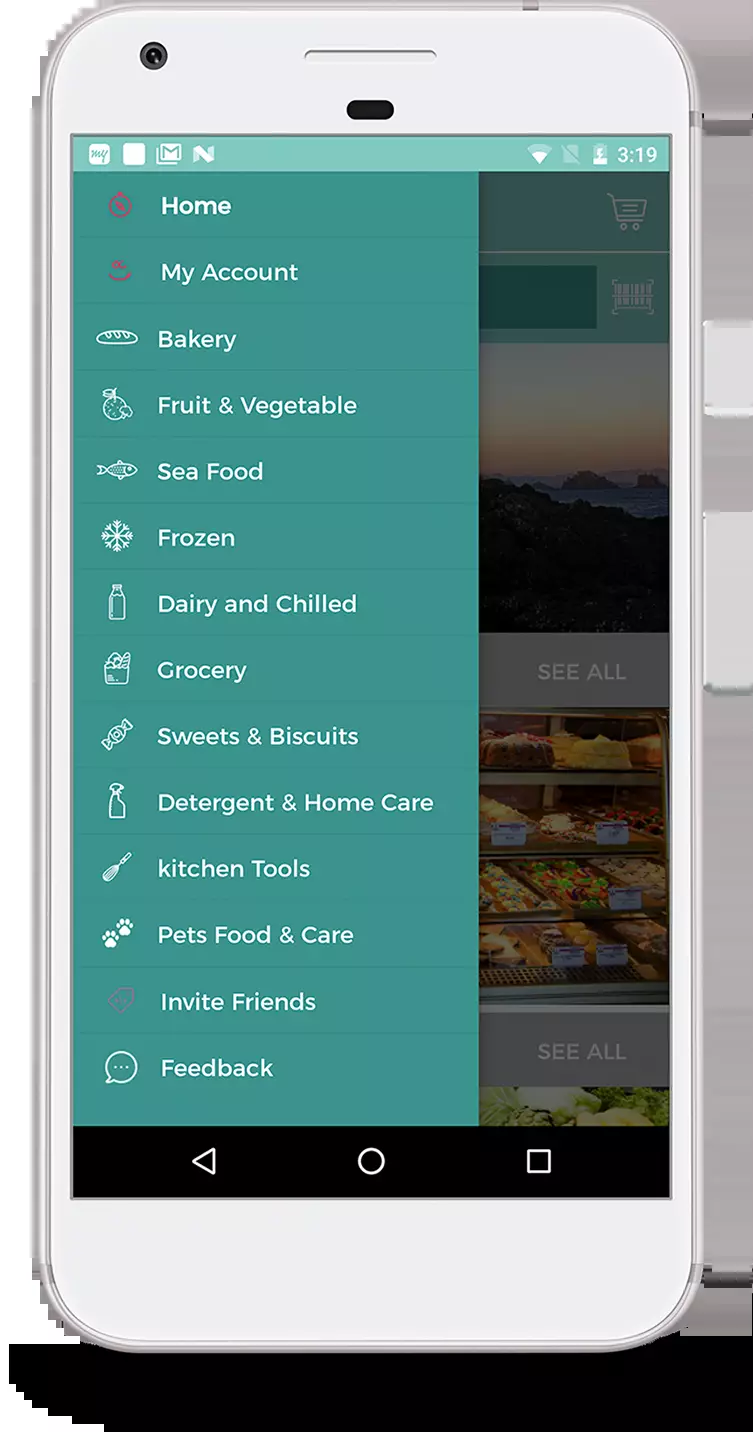 my
3:19
Home
My Account
Bakery
Fruit & Vegetable
Sea Food
Frozen
Dairy and Chilled
SEE ALL
Grocery
Sweets & Biscuits
Detergent & Home Care
kitchen Tools
Pets Food & Care
Invite Friends
SEE ALL
Feedback